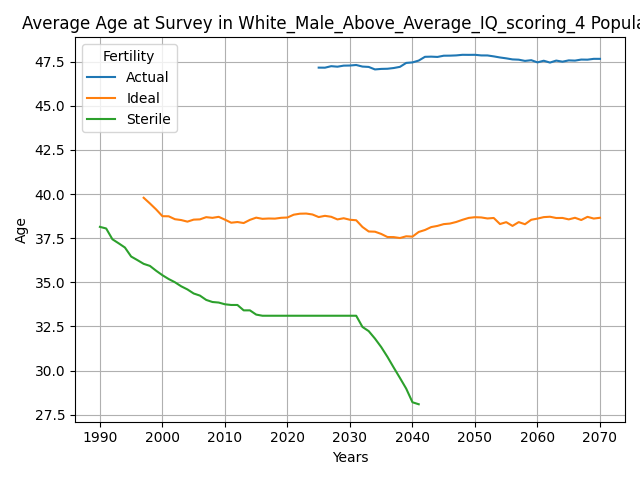 Average Age at Survey in White_Male_Above_Average_IQ_scoring_4 Popula
Fertility
Actual
Ideal
Sterile
47.5
45.0
42.5
40.0
37.5
35.0
32.5
30.0
27.5
Age
1990 2000 2010 2020 2030 2040 2050 2060 2070
Years